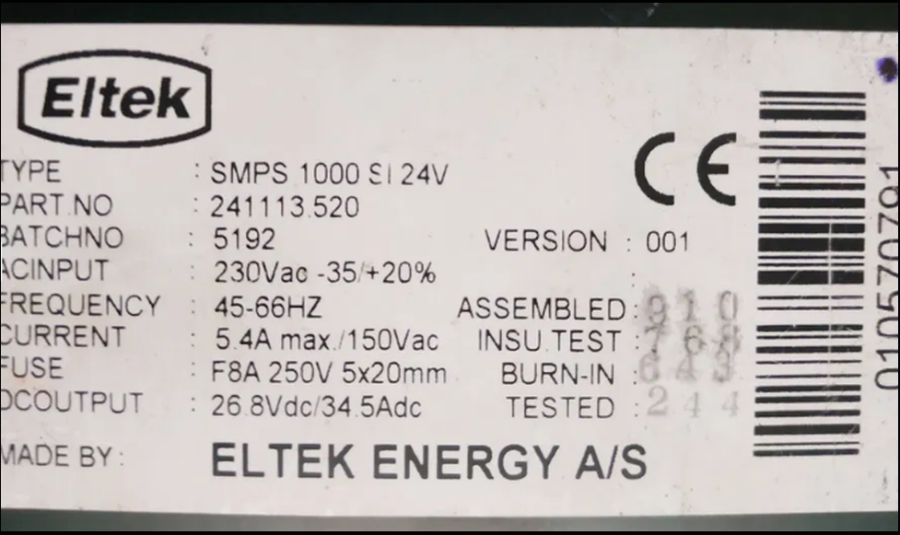 Eltek
TYPE : SMPS 1000 SI 24V
PART.NO : 241113.520
BATCHNO : 5192 VERSION : 001
ACINPUT : 230Vac -35/+20% :
FREQUENCY : 45-66HZ ASSEMBLED :
CURRENT : 5.4A max./150Vac INSU.TEST :
FUSE : F8A 250V 5x20mm BURN-IN :
DCOUTPUT : 26.8Vdc/34.5Adc TESTED : 244
MADE BY : ELTEK ENERGY A/S
CE
0105570791